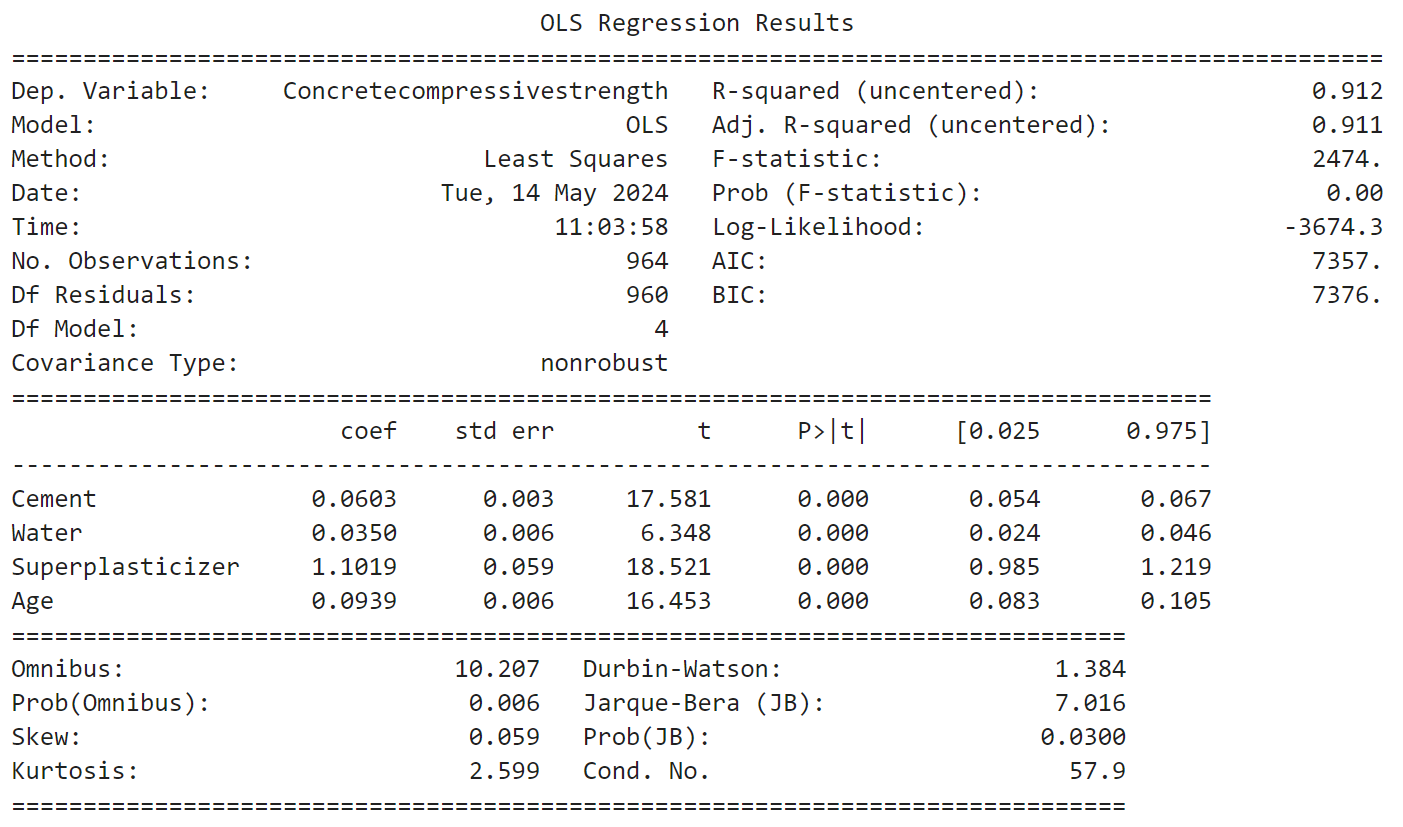 OLS Regression Results
================================================================================================
Dep. Variable:     Concretecompressivestrength   R-squared (uncentered):                   0.912
Model:                                     OLS   Adj. R-squared (uncentered):              0.911
Method:                          Least Squares   F-statistic:                              2474.
Date:                         Tue, 14 May 2024   Prob (F-statistic):                        0.00
Time:                                 11:03:58   Log-Likelihood:                         -3674.3
No. Observations:                          964   AIC:                                      7357.
Df Residuals:                              960   BIC:                                      7376.
Df Model:                                    4
Covariance Type:                     nonrobust
====================================================================================
                       coef    std err          t      P>|t|      [0.025      0.975]
------------------------------------------------------------------------------------
Cement               0.0603      0.003     17.581      0.000       0.054       0.067
Water                0.0350      0.006      6.348      0.000       0.024       0.046
Superplasticizer     1.1019      0.059     18.521      0.000       0.985       1.219
Age                  0.0939      0.006     16.453      0.000       0.083       0.105
==============================================================================
Omnibus:                       10.207   Durbin-Watson:                   1.384
Prob(Omnibus):                  0.006   Jarque-Bera (JB):                7.016
Skew:                           0.059   Prob(JB):                       0.0300
Kurtosis:                       2.599   Cond. No.                         57.9
==============================================================================